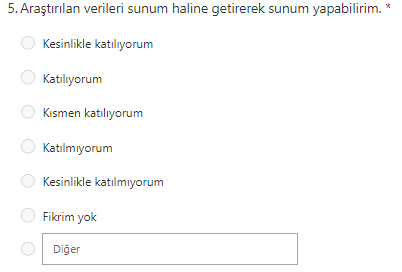 5. Araştırılan verileri sunum haline getirerek sunum yapabilirim. *
Kesinlikle katılıyorum
Katılıyorum
Kısmen katılıyorum
Katılmıyorum
Kesinlikle katılmıyorum
Fikrim yok
Diğer